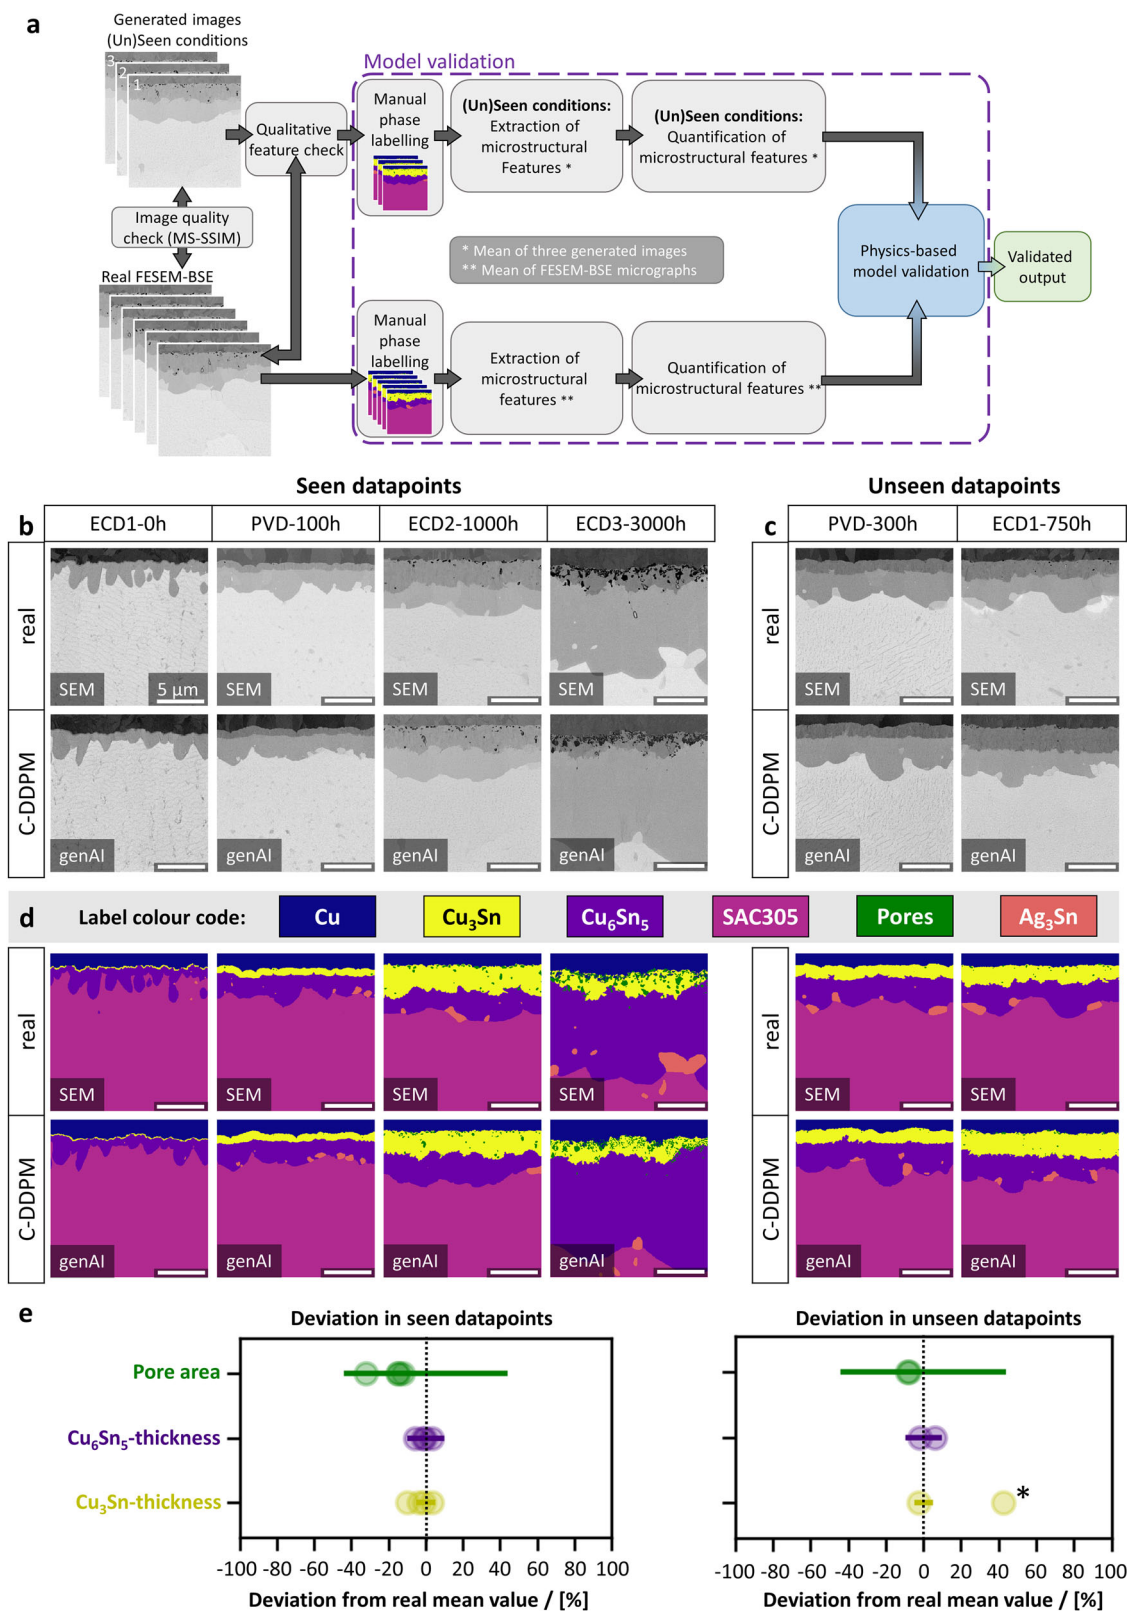 a
Generated images
(Un)Seen conditions
3
2
1
Model validation
Qualitative
feature check
Manual
phase
labelling
(Un)Seen conditions:
Extraction of
microstructural
Features *
(Un)Seen conditions:
Quantification of
microstructural features *
Image quality
check (MS-SSIM)
* Mean of three generated images
** Mean of FESEM-BSE micrographs
Physics-based
model validation
Validated
output
Real FESEM-BSE
Manual
phase
labelling
Extraction of
microstructural
features **
Quantification of
microstructural features **
Seen datapoints
Unseen datapoints
b
ECD1-0h
PVD-100h
ECD2-1000h
ECD3-3000h
c
PVD-300h
ECD1-750h
real
SEM
5 µm
SEM
SEM
SEM
real
SEM
SEM
C-DDPM
genAI
genAI
genAI
genAI
C-DDPM
genAI
genAI
d
Label colour code:
Cu
Cu₃Sn
Cu₆Sn₅
SAC305
Pores
Ag₃Sn
real
SEM
SEM
SEM
SEM
real
SEM
SEM
C-DDPM
genAI
genAI
genAI
genAI
C-DDPM
genAI
genAI
e
Deviation in seen datapoints
Deviation in unseen datapoints
Pore area
Cu₆Sn₅-thickness
Cu₃Sn-thickness
*
-100 -80 -60 -40 -20 0 20 40 60 80 100
-100 -80 -60 -40 -20 0 20 40 60 80 100
Deviation from real mean value / [%]
Deviation from real mean value / [%]